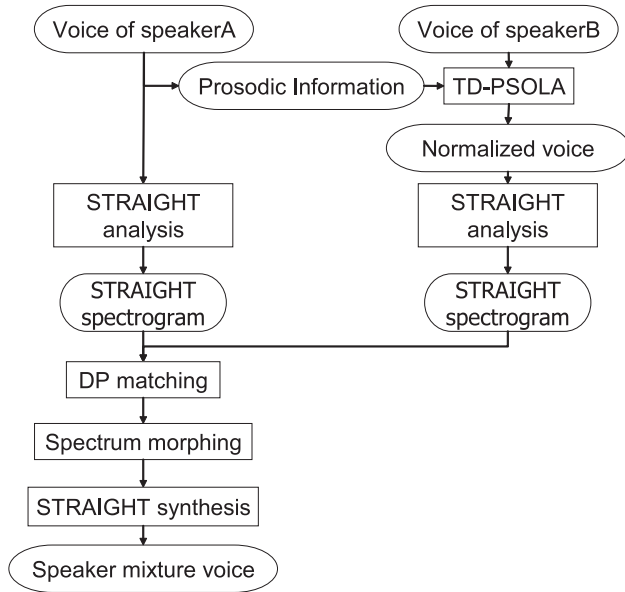 Voice of speakerA
Voice of speakerB
Prosodic Information
TD-PSOLA
Normalized voice
STRAIGHT
analysis
STRAIGHT
analysis
STRAIGHT
spectrogram
STRAIGHT
spectrogram
DP matching
Spectrum morphing
STRAIGHT synthesis
Speaker mixture voice